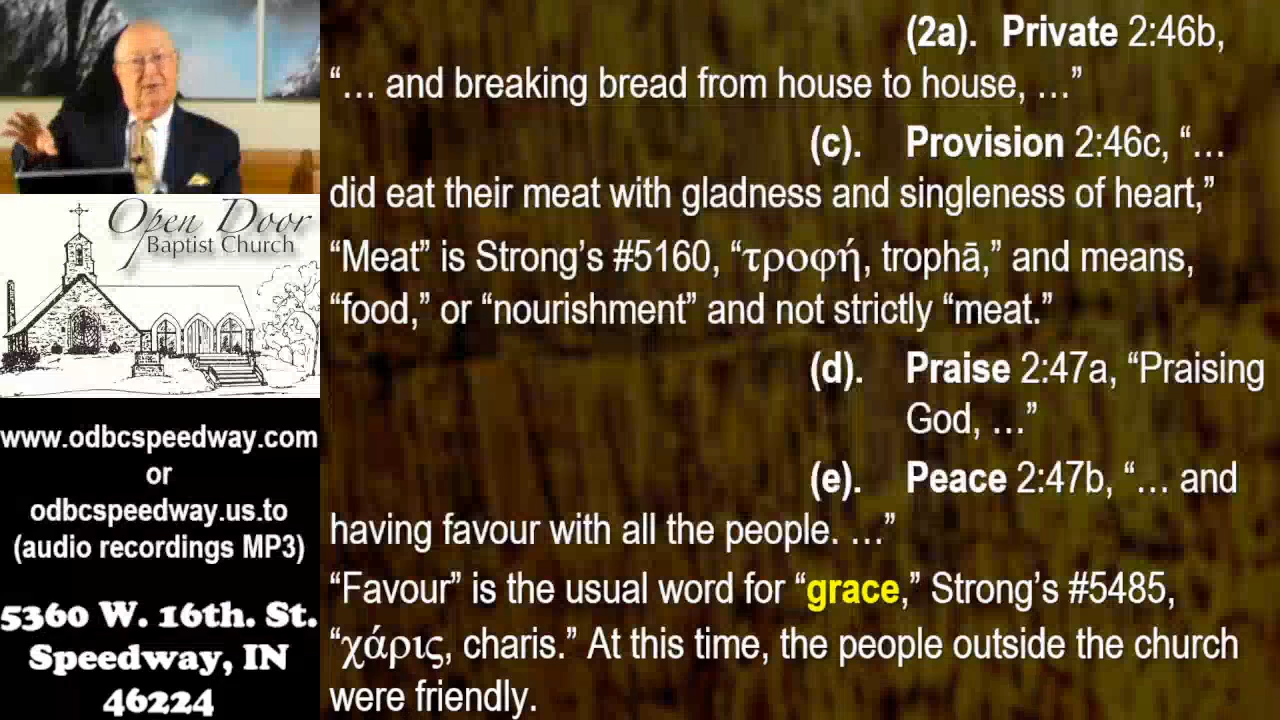 Open Door
Baptist Church
www.odbcspeedway.com
or
odbcspeedway.us.to
(audio recordings MP3)
5360 W. 16th. St.
Speedway, IN
46224
(2a). Private 2:46b,
“… and breaking bread from house to house, …”
(c). Provision 2:46c, “…
did eat their meat with gladness and singleness of heart,”
“Meat” is Strong’s #5160, “τροφή, trophā,” and means,
“food,” or “nourishment” and not strictly “meat.”
(d). Praise 2:47a, “Praising
God, …”
(e). Peace 2:47b, “… and
having favour with all the people. …”
“Favour” is the usual word for “grace,” Strong’s #5485,
“χάρις, charis.” At this time, the people outside the church
were friendly.